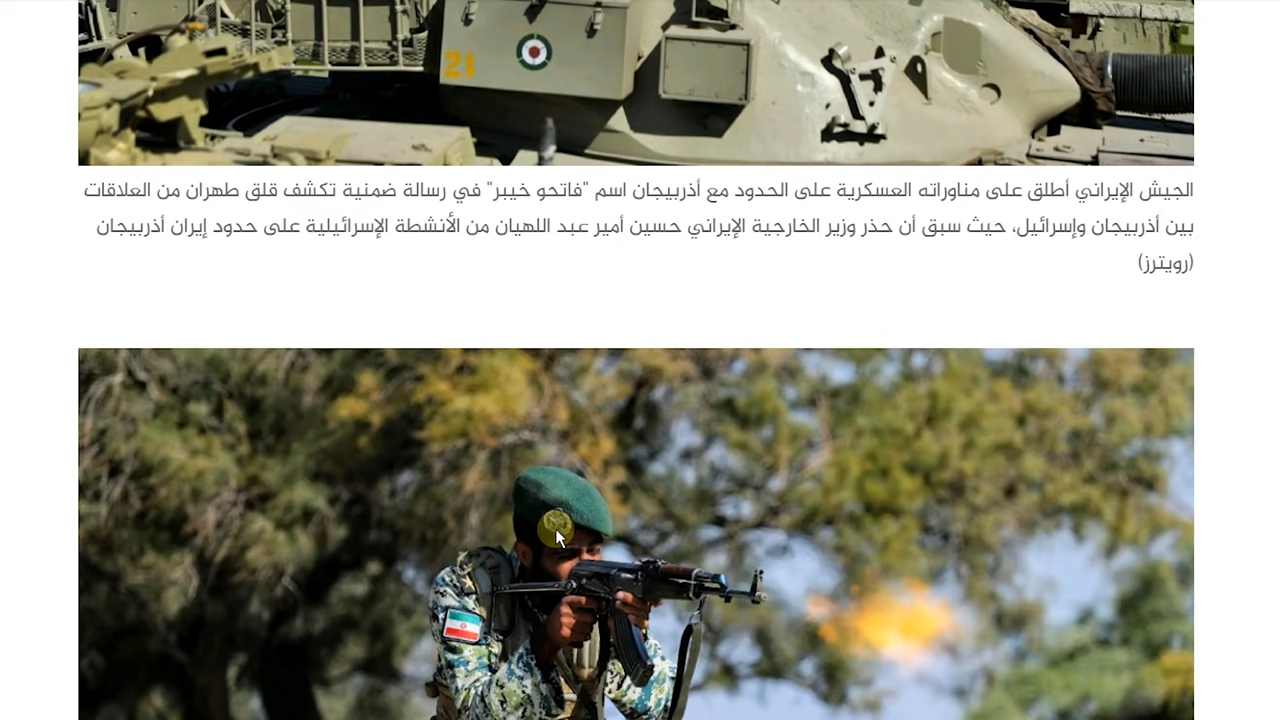 21
الجيش الإيراني أطلق على مناوراته العسكرية على الحدود مع أذربيجان اسم "فاتحو خيبر" في رسالة ضمنية تكشف قلق طهران من العلاقات
بين أذربيجان وإسرائيل، حيث سبق أن حذر وزير الخارجية الإيراني حسين أمير عبد اللهيان من الأنشطة الإسرائيلية على حدود إيران أذربيجان
(رويترز)